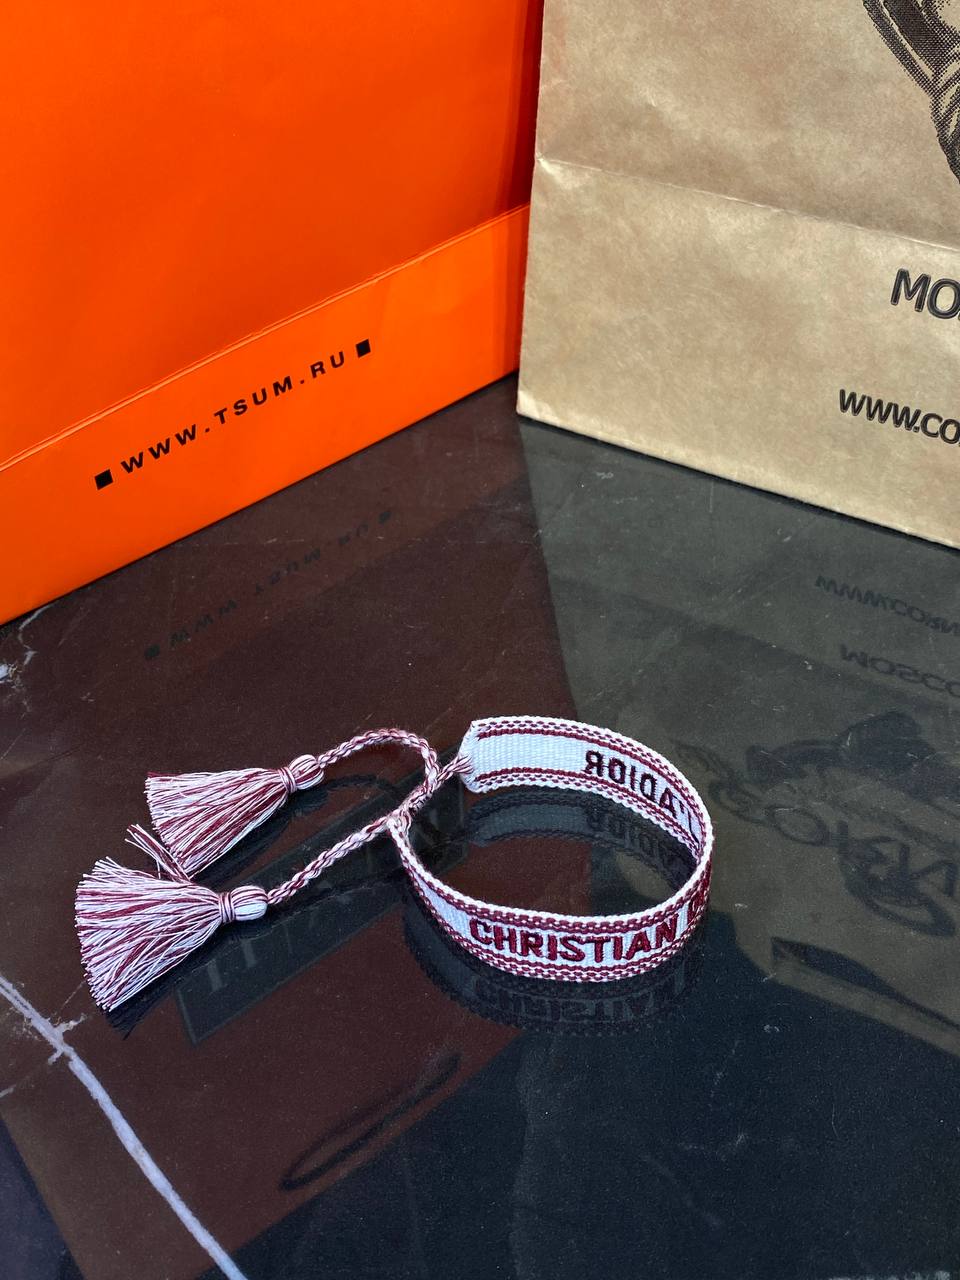 ■ WWW.TSUM.RU ■
MO
WWW.CO
J'ADIOR
CHRISTIAN